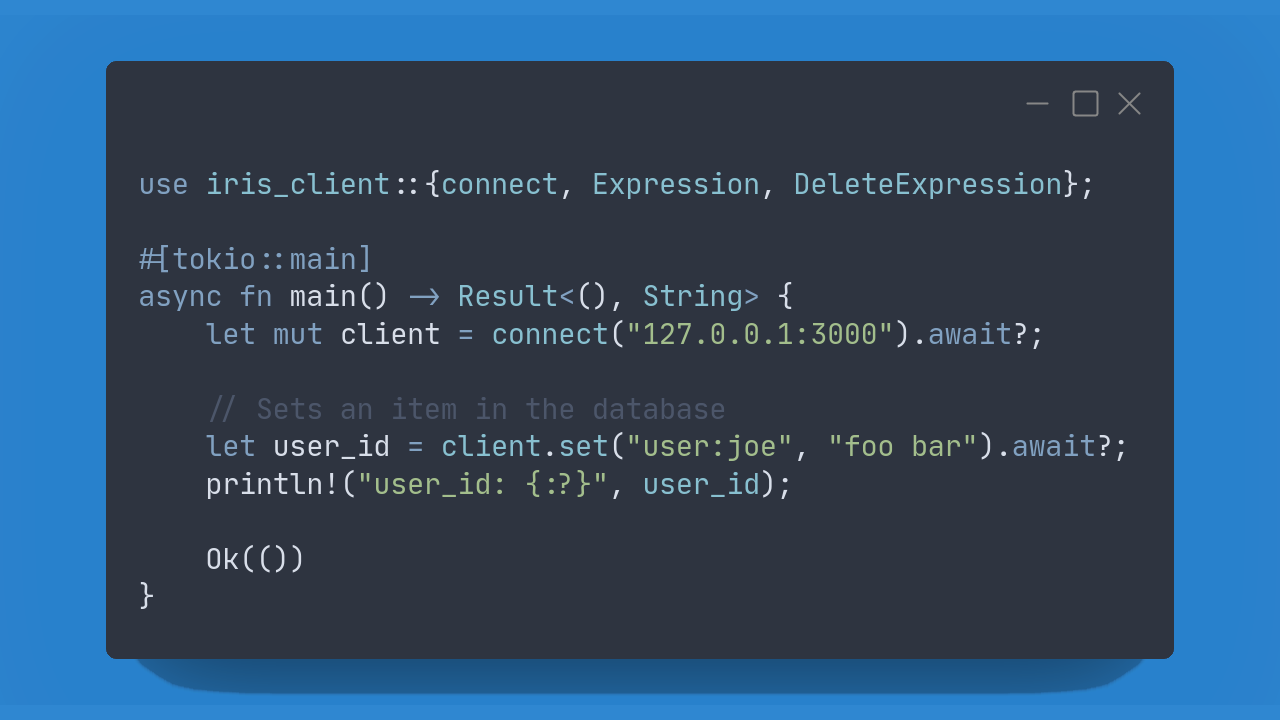 use iris_client::{connect, Expression, DeleteExpression};
#[tokio::main]
async fn main() -> Result<(), String> {
let mut client = connect("127.0.0.1:3000").await?;
// Sets an item in the database
let user_id = client.set("user:joe", "foo bar").await?;
println!("user_id: {:?}", user_id);
Ok(())
}